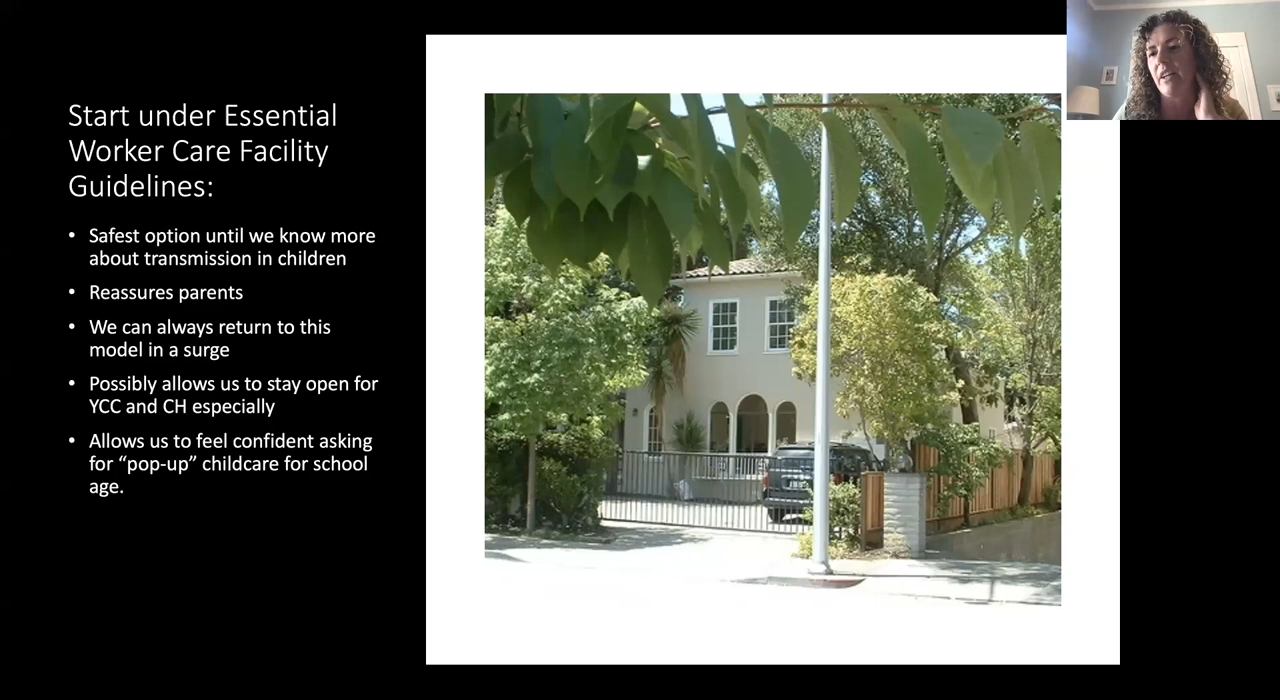 Start under Essential
Worker Care Facility
Guidelines:
• Safest option until we know more
about transmission in children
• Reassures parents
• We can always return to this
model in a surge
• Possibly allows us to stay open for
YCC and CH especially
• Allows us to feel confident asking
for “pop-up” childcare for school
age.